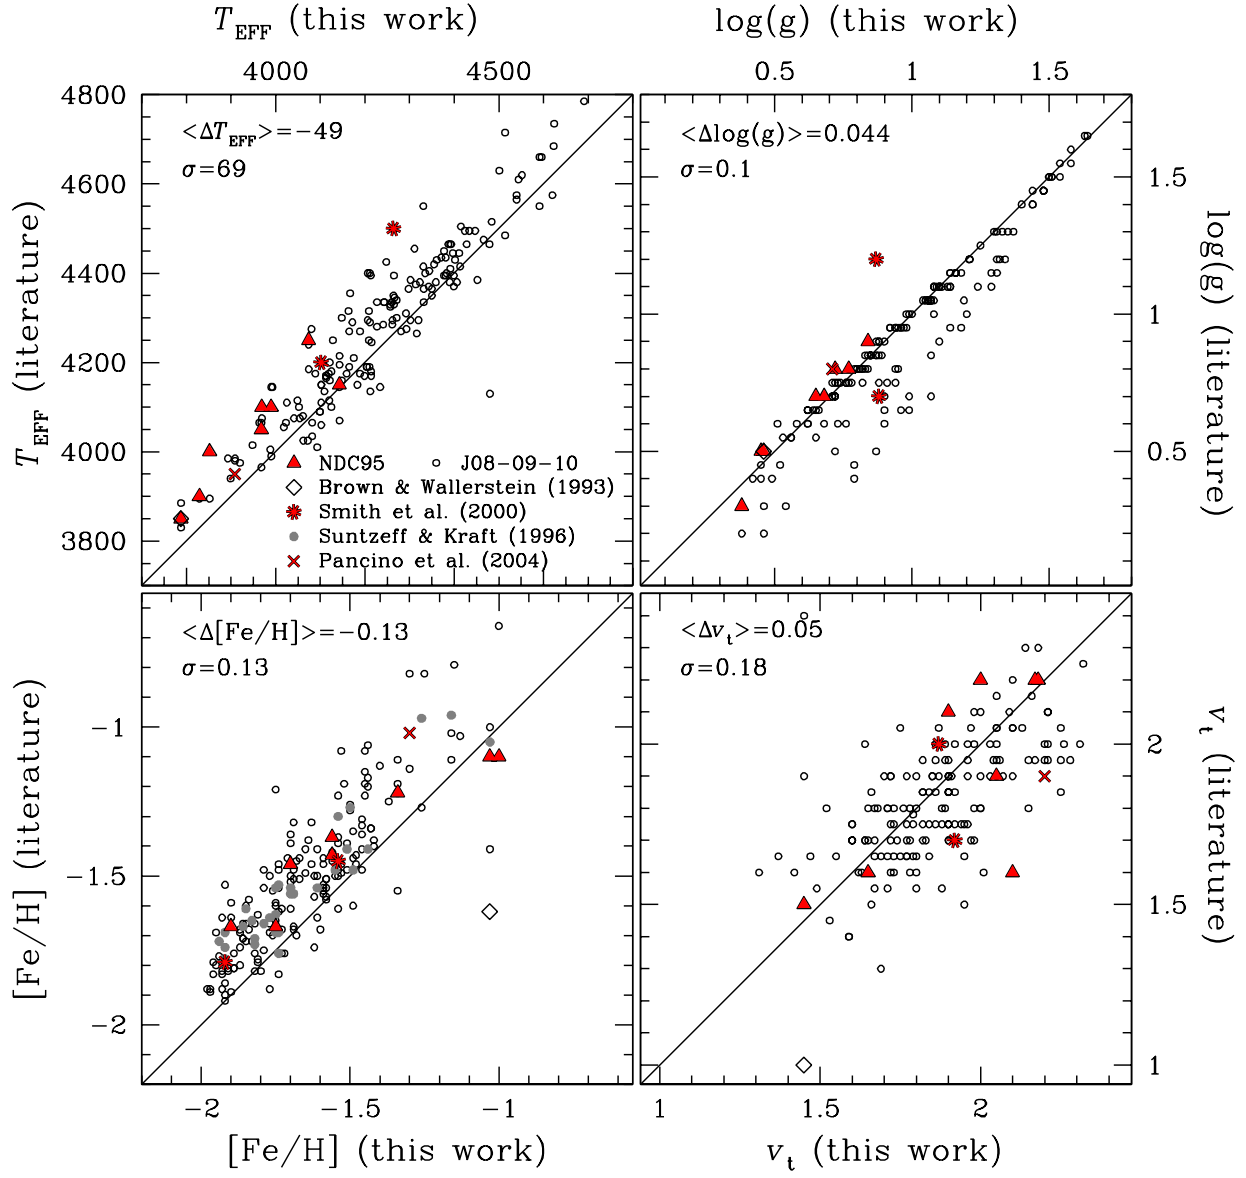 T_EFF (this work)
log(g) (this work)
4000 4500
0.5 1 1.5
4800
4600
4400
4200
4000
3800
T_EFF (literature)
<ΔT_EFF>=−49
σ=69
NDC95
J08-09-10
Brown & Wallerstein (1993)
Smith et al. (2000)
Suntzeff & Kraft (1996)
Pancino et al. (2004)
<Δlog(g)>=0.044
σ=0.1
1.5
1
0.5
log(g) (literature)
<Δ[Fe/H]>=−0.13
σ=0.13
−1
−1.5
−2
[Fe/H] (literature)
<Δv_t>=0.05
σ=0.18
2
1.5
1
v_t (literature)
−2 −1.5 −1
1 1.5 2
[Fe/H] (this work)
v_t (this work)